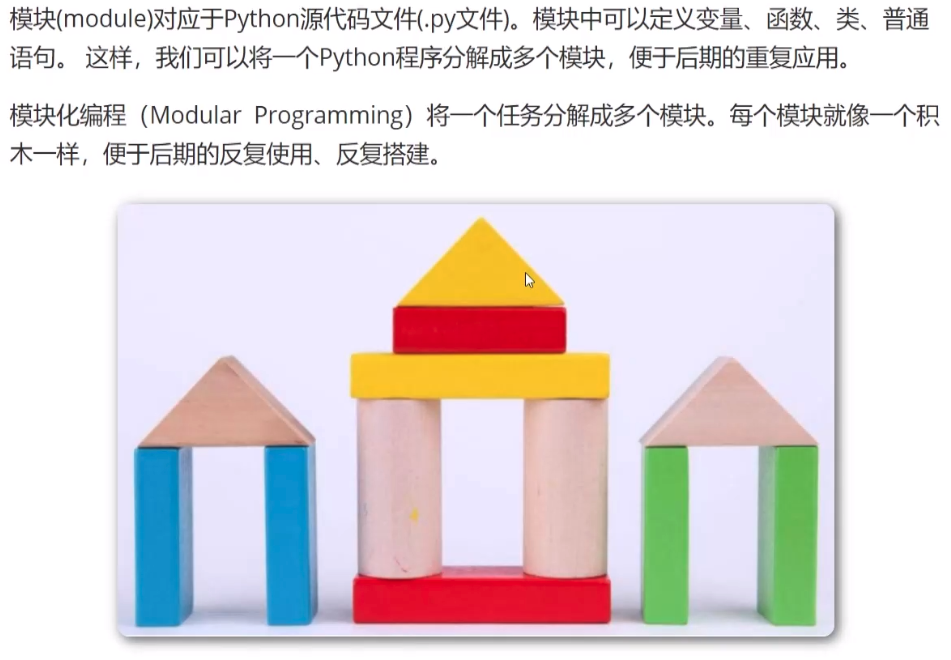 模块(module)对应于Python源代码文件(.py文件)。模块中可以定义变量、函数、类、普通
语句。 这样，我们可以将一个Python程序分解成多个模块，便于后期的重复应用。
模块化编程（Modular Programming）将一个任务分解成多个模块。每个模块就像一个积
木一样，便于后期的反复使用、反复搭建。